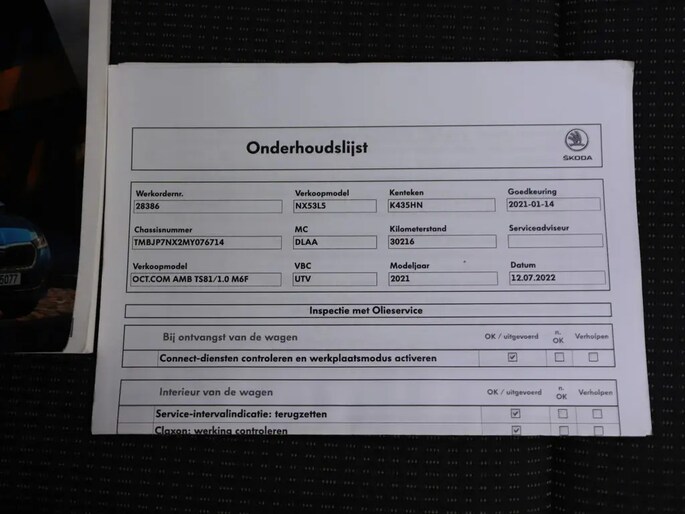 Onderhoudslijst
ŠKODA
Werkordernr. Verkoopmodel Kenteken Goedkeuring
28386 NX53L5 K435HN 2021-01-14
Chassisnummer MC Kilometerstand Serviceadviseur
TMBJP7NX2MY076714 DLAA 30216
Verkoopmodel VBC Modeljaar Datum
OCT.COM AMB TS81/1.0 M6F UTV 2021 12.07.2022
Inspectie met Olieservice
Bij ontvangst van de wagen OK / uitgevoerd n. OK Verholpen
Connect-diensten controleren en werkplaatsmodus activeren
Interieur van de wagen OK / uitgevoerd n. OK Verholpen
Service-intervalindicatie: terugzetten
Claxon: werking controleren